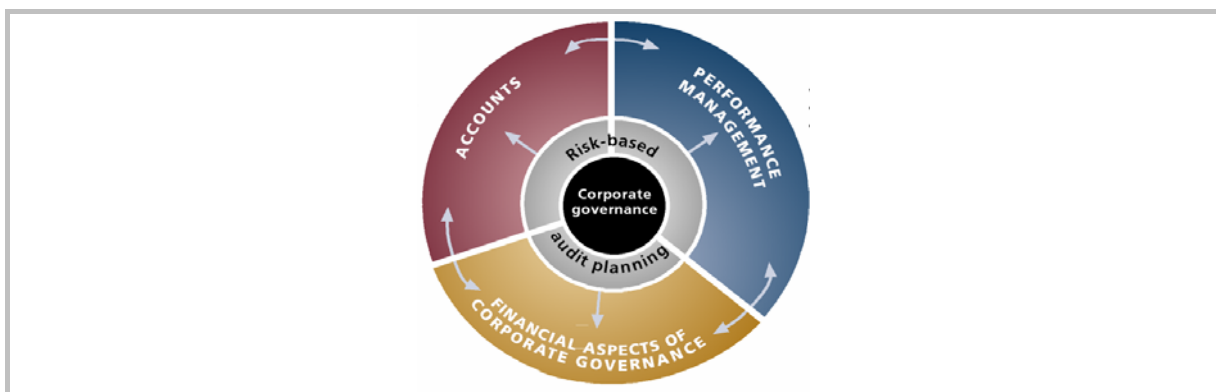 ACCOUNTS
PERFORMANCE
MANAGEMENT
Risk-based
Corporate
governance
audit planning
FINANCIAL ASPECTS OF
CORPORATE GOVERNANCE